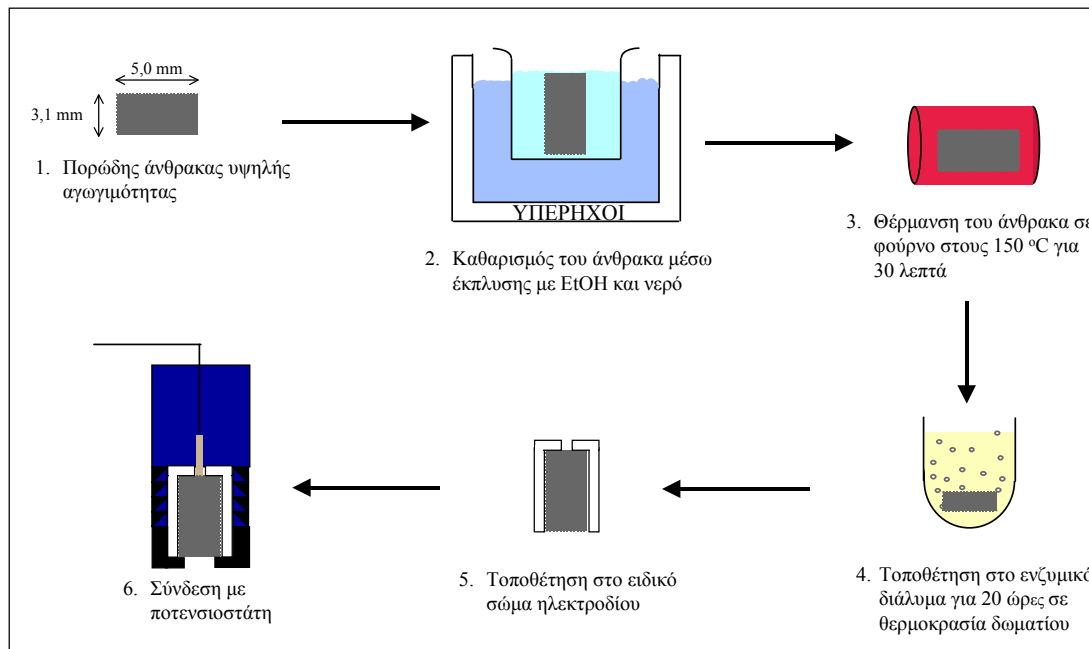 5,0 mm
3,1 mm
1. Πορώδης άνθρακας υψηλής
αγωγιμότητας
ΥΠΕΡΗΧΟΙ
2. Καθαρισμός του άνθρακα μέσω
έκπλυσης με EtOH και νερό
3. Θέρμανση του άνθρακα σε
φούρνο στους 150 °C για
30 λεπτά
4. Τοποθέτηση στο ενζυμικό
διάλυμα για 20 ώρες σε
θερμοκρασία δωματίου
5. Τοποθέτηση στο ειδικό
σώμα ηλεκτροδίου
6. Σύνδεση με
ποτενσιοστάτη